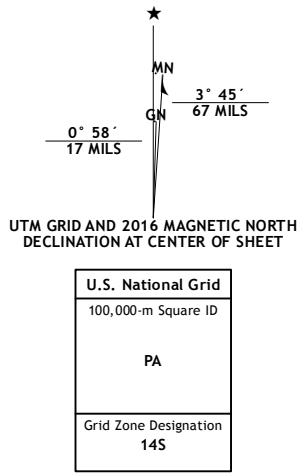 ★
MN
GN
3° 45´
67 MILS
0° 58´
17 MILS
UTM GRID AND 2016 MAGNETIC NORTH
DECLINATION AT CENTER OF SHEET
U.S. National Grid
100,000-m Square ID
PA
Grid Zone Designation
14S